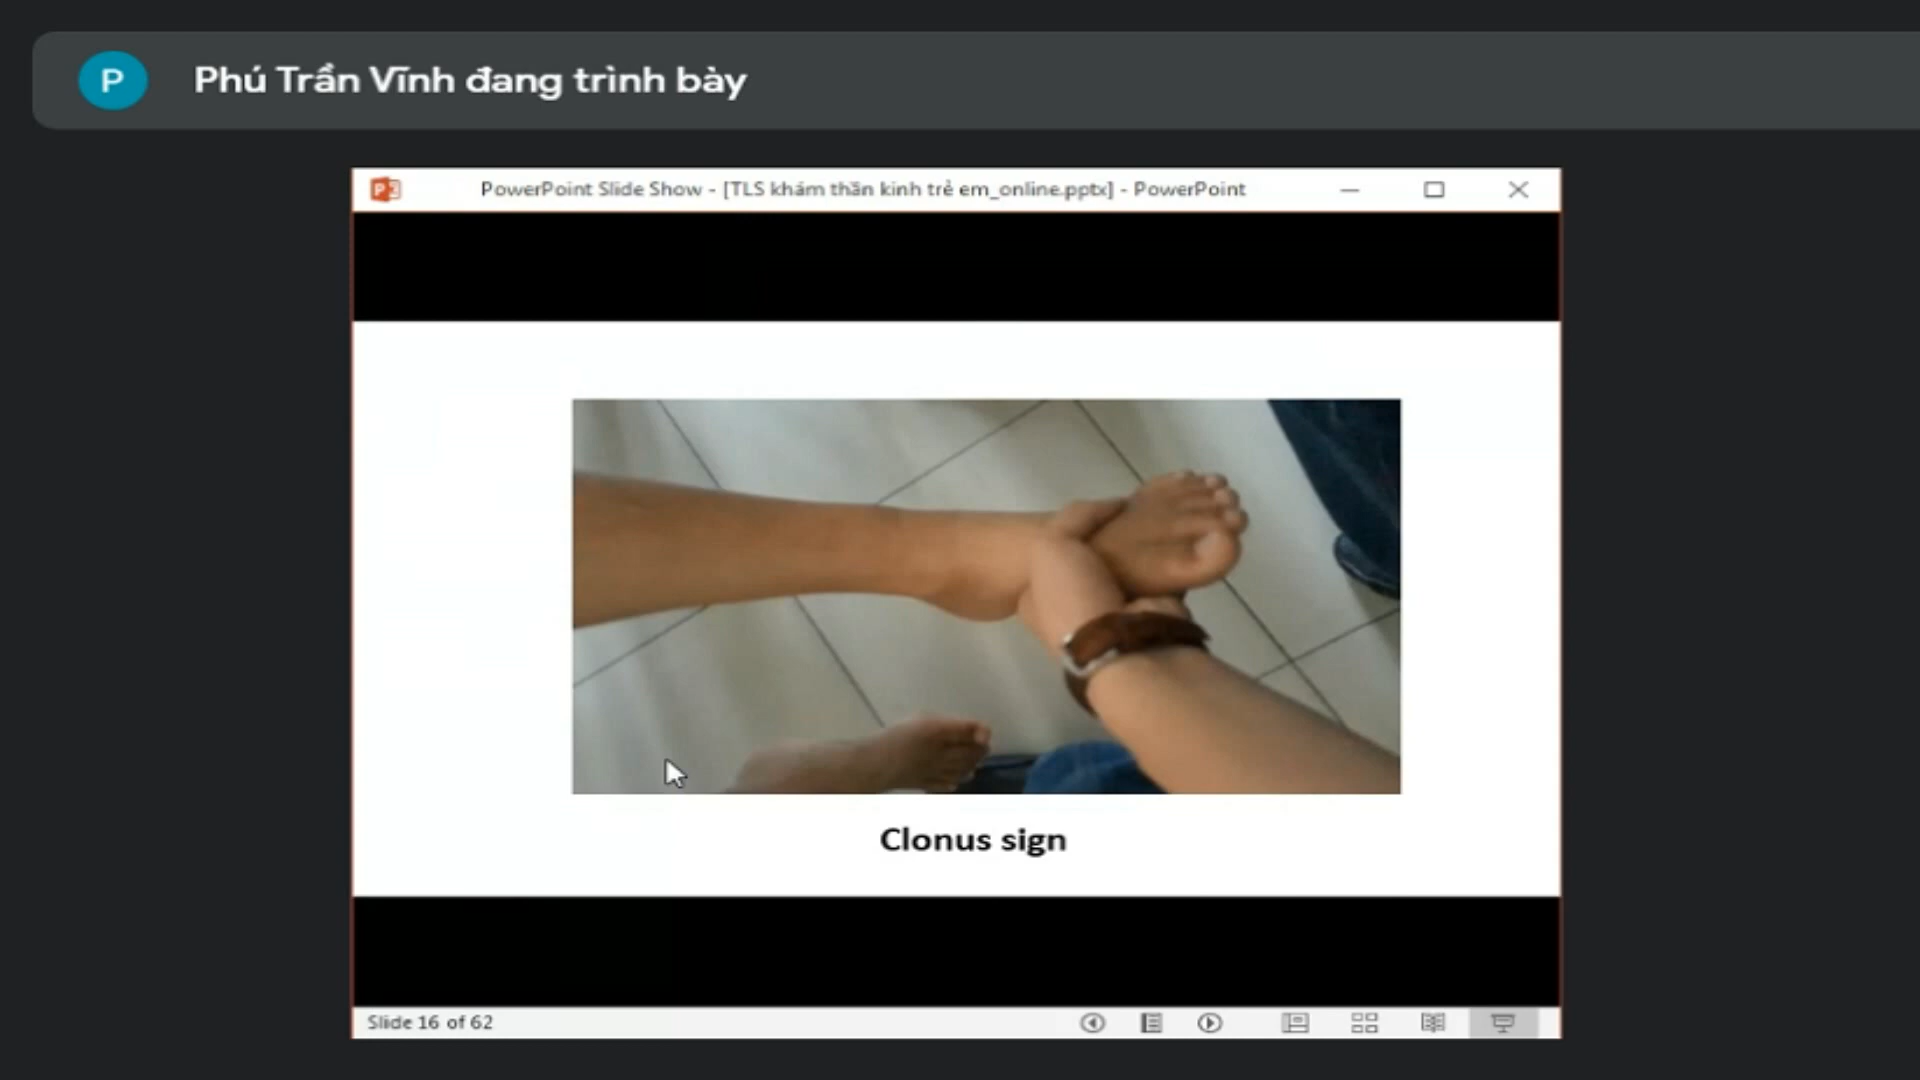 P
Phú Trần Vĩnh đang trình bày
PowerPoint Slide Show - [TLS khám thần kinh trẻ em_online.pptx] - PowerPoint
Clonus sign
Slide 16 of 62